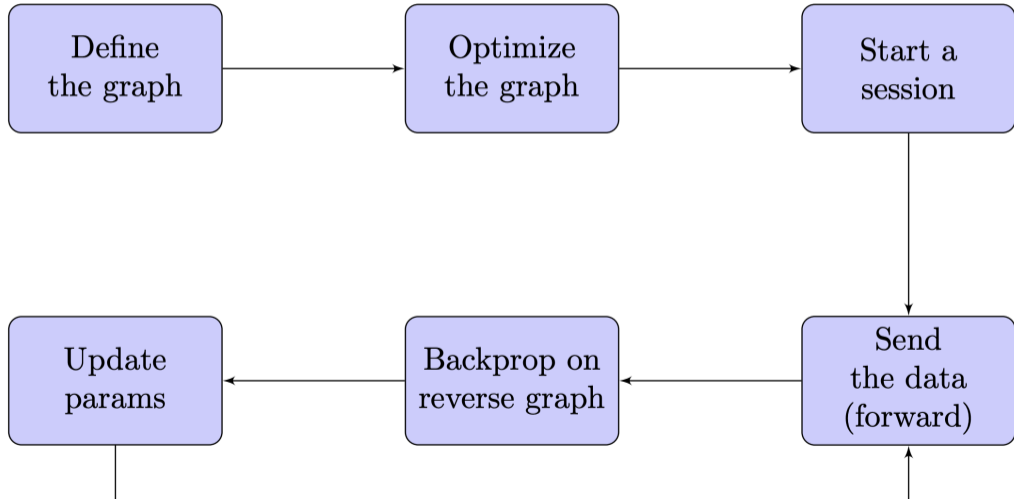 Define
the graph
Optimize
the graph
Start a
session
Update
params
Backprop on
reverse graph
Send
the data
(forward)